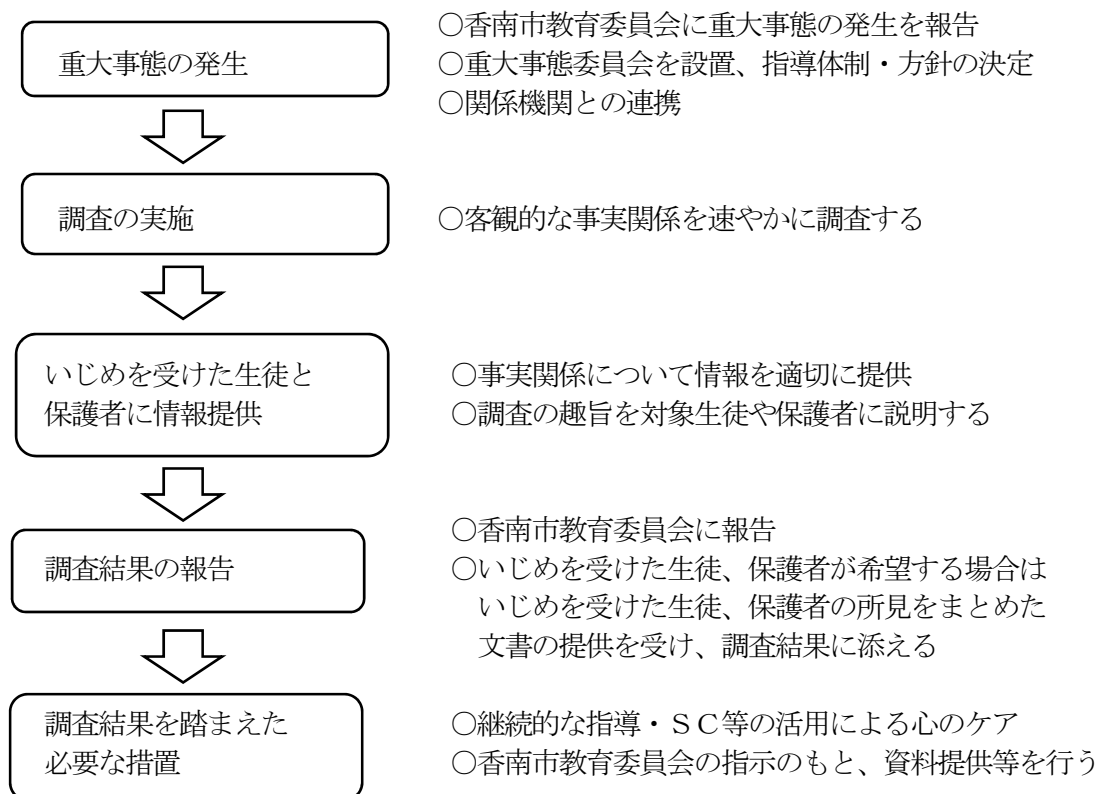 重大事態の発生
○香南市教育委員会に重大事態の発生を報告
○重大事態委員会を設置、指導体制・方針の決定
○関係機関との連携
調査の実施
○客観的な事実関係を速やかに調査する
いじめを受けた生徒と
保護者に情報提供
○事実関係について情報を適切に提供
○調査の趣旨を対象生徒や保護者に説明する
調査結果の報告
○香南市教育委員会に報告
○いじめを受けた生徒、保護者が希望する場合は
いじめを受けた生徒、保護者の所見をまとめた
文書の提供を受け、調査結果に添える
調査結果を踏まえた
必要な措置
○継続的な指導・ＳＣ等の活用による心のケア
○香南市教育委員会の指示のもと、資料提供等を行う